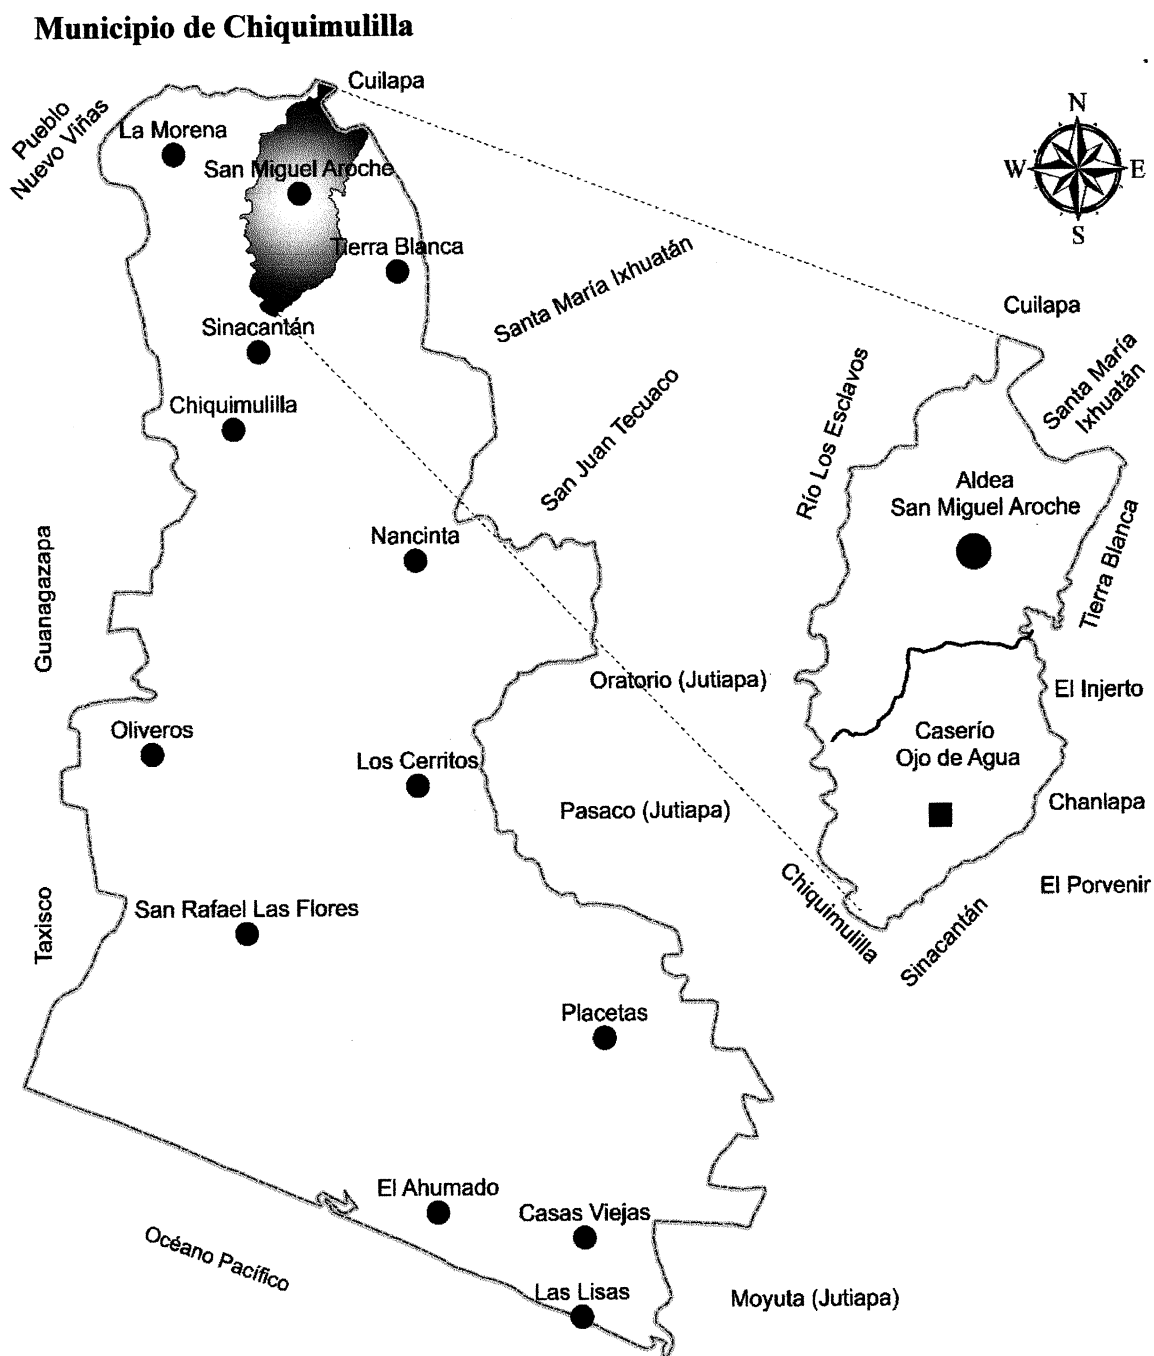 Municipio de Chiquimulilla
Cuilapa
Pueblo
Nuevo Viñas
La Morena
San Miguel Aroche
Tierra Blanca
Sinacantán
Chiquimulilla
Santa María Ixhuatán
San Juan Tecuaco
Nancinta
Guanagazapa
Oratorio (Jutiapa)
Oliveros
Los Cerritos
Pasaco (Jutiapa)
Taxisco
San Rafael Las Flores
Placetas
El Ahumado
Casas Viejas
Océano Pacífico
Las Lisas
Moyuta (Jutiapa)
N
W
E
S
Cuilapa
Santa María
Ixhuatán
Río Los Esclavos
Aldea
San Miguel Aroche
Tierra Blanca
El Injerto
Caserío
Ojo de Agua
Chanlapa
El Porvenir
Chiquimulilla
Sinacantán